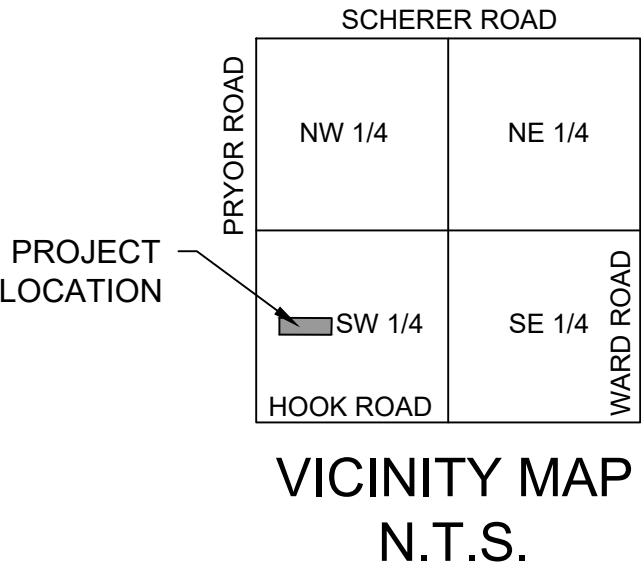 SCHERER ROAD
PRYOR ROAD
NW 1/4
NE 1/4
PROJECT
LOCATION
SW 1/4
SE 1/4
WARD ROAD
HOOK ROAD
VICINITY MAP
N.T.S.